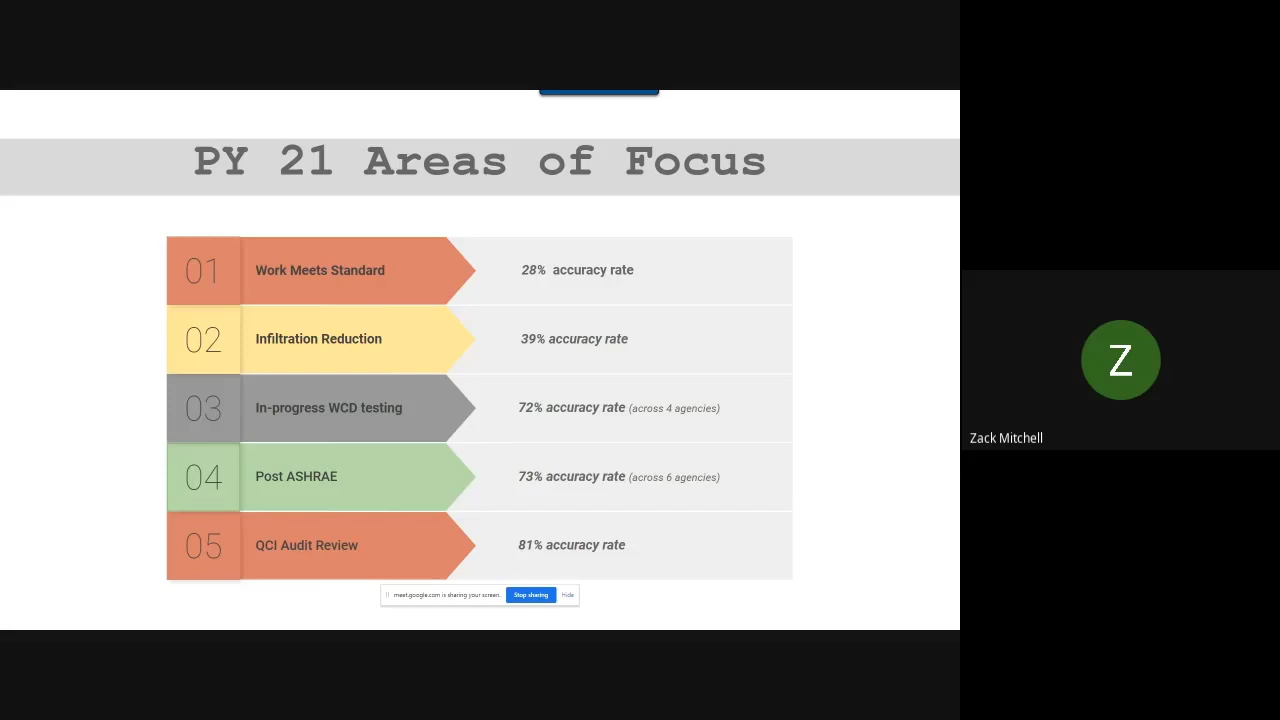 PY 21 Areas of Focus
01 Work Meets Standard 28% accuracy rate
02 Infiltration Reduction 39% accuracy rate
03 In-progress WCD testing 72% accuracy rate (across 4 agencies)
04 Post ASHRAE 73% accuracy rate (across 6 agencies)
05 QCI Audit Review 81% accuracy rate
meet.google.com is sharing your screen. Stop sharing Hide
Z
Zack Mitchell